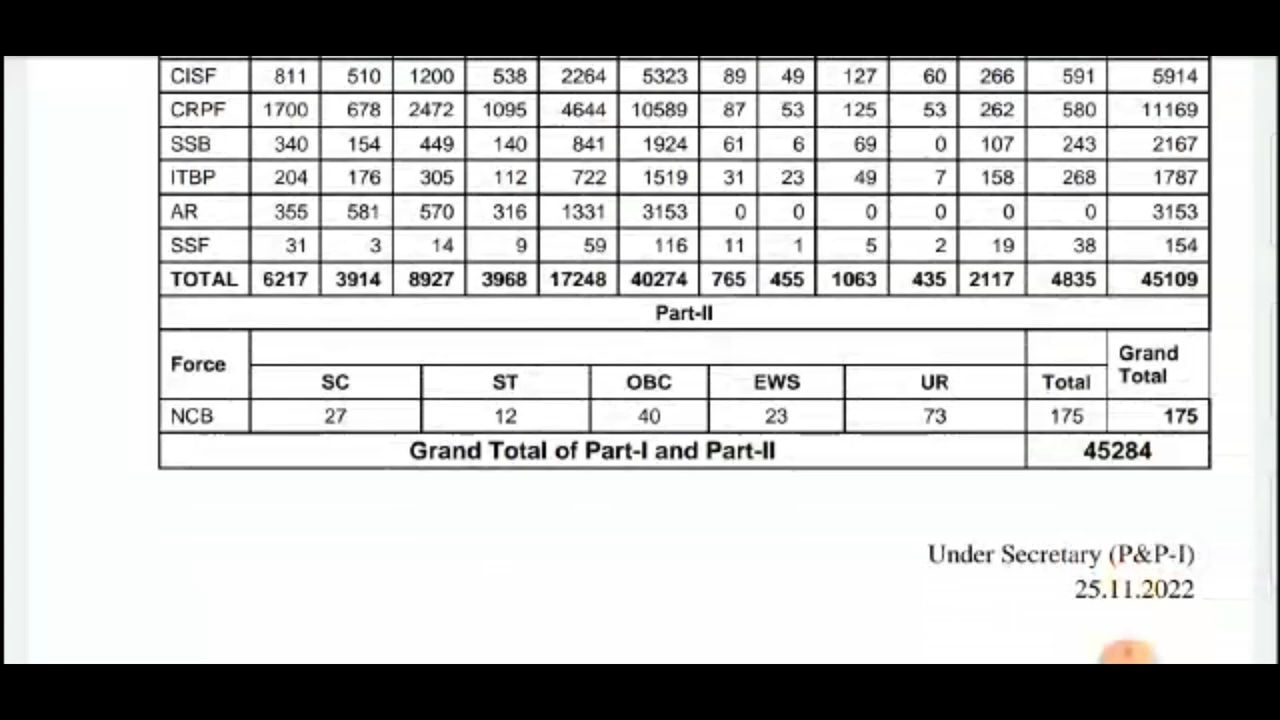 CISF 811 510 1200 538 2264 5323 89 49 127 60 266 591 5914
CRPF 1700 678 2472 1095 4644 10589 87 53 125 53 262 580 11169
SSB 340 154 449 140 841 1924 61 6 69 0 107 243 2167
ITBP 204 176 305 112 722 1519 31 23 49 7 158 268 1787
AR 355 581 570 316 1331 3153 0 0 0 0 0 0 3153
SSF 31 3 14 9 59 116 11 1 5 2 19 38 154
TOTAL 6217 3914 8927 3968 17248 40274 765 455 1063 435 2117 4835 45109
Part-II
Force SC ST OBC EWS UR Total Grand Total
NCB 27 12 40 23 73 175 175
Grand Total of Part-I and Part-II 45284
Under Secretary (P&P-I)
25.11.2022